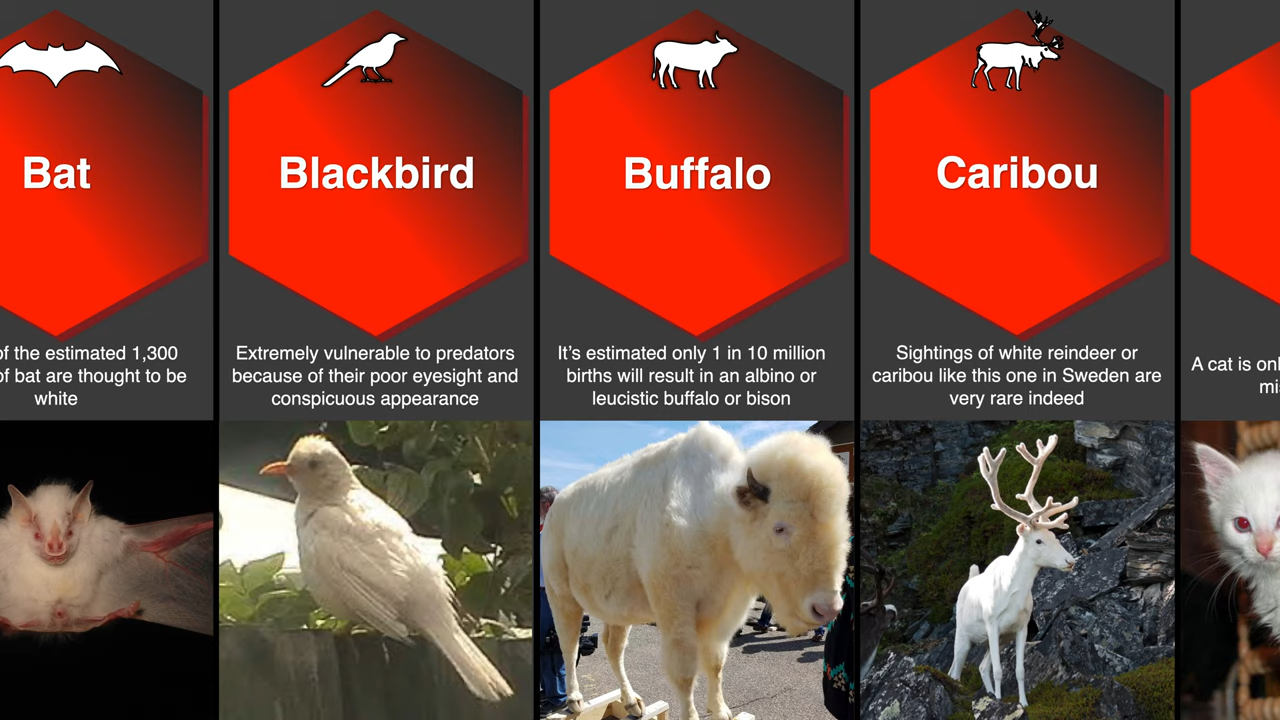 Bat
of the estimated 1,300
of bat are thought to be
white
Blackbird
Extremely vulnerable to predators
because of their poor eyesight and
conspicuous appearance
Buffalo
It's estimated only 1 in 10 million
births will result in an albino or
leucistic buffalo or bison
Caribou
Sightings of white reindeer or
caribou like this one in Sweden are
very rare indeed
A cat is